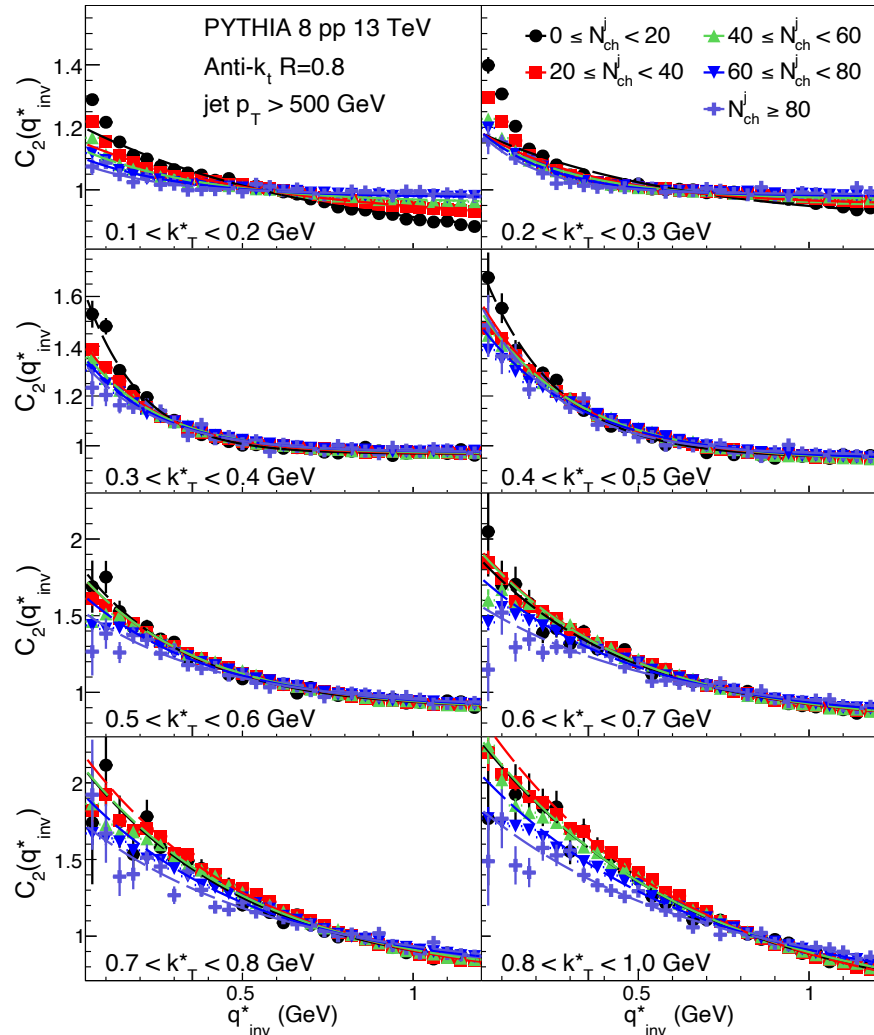 PYTHIA 8 pp 13 TeV
Anti-k_t R=0.8
jet p_T > 500 GeV
0 ≤ N_ch^j < 20
20 ≤ N_ch^j < 40
40 ≤ N_ch^j < 60
60 ≤ N_ch^j < 80
N_ch^j ≥ 80
C_2(q*_inv)
1.4
1.2
1
0.1 < k*_T < 0.2 GeV
0.2 < k*_T < 0.3 GeV
C_2(q*_inv)
1.6
1.4
1.2
1
0.3 < k*_T < 0.4 GeV
0.4 < k*_T < 0.5 GeV
C_2(q*_inv)
2
1.5
1
0.5 < k*_T < 0.6 GeV
0.6 < k*_T < 0.7 GeV
C_2(q*_inv)
2
1.5
1
0.7 < k*_T < 0.8 GeV
0.8 < k*_T < 1.0 GeV
0.5 1
0.5 1
q*_inv (GeV)
q*_inv (GeV)